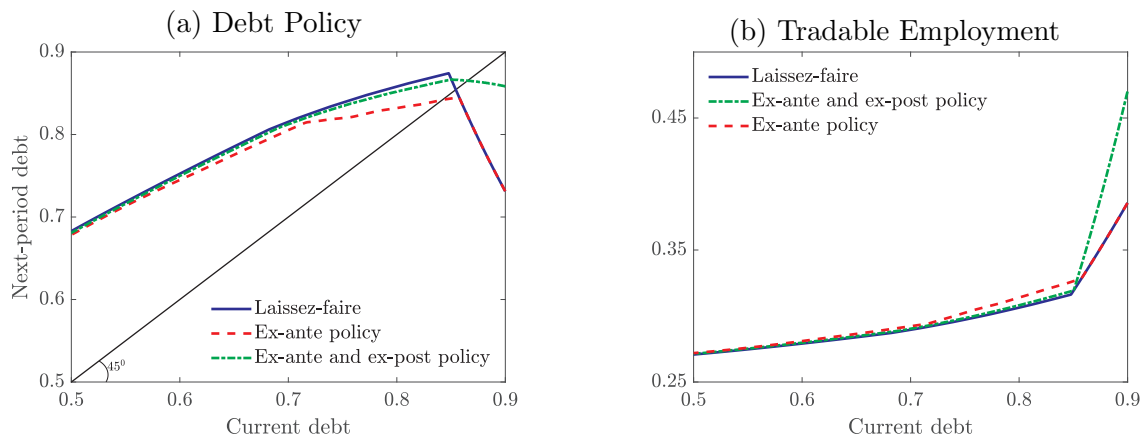 (a) Debt Policy
0.9
0.8
0.7
0.6
0.5
Next-period debt
Laissez-faire
Ex-ante policy
Ex-ante and ex-post policy
45⁰
0.5 0.6 0.7 0.8 0.9
Current debt
(b) Tradable Employment
Laissez-faire
Ex-ante and ex-post policy
Ex-ante policy
0.45
0.35
0.25
0.5 0.6 0.7 0.8 0.9
Current debt